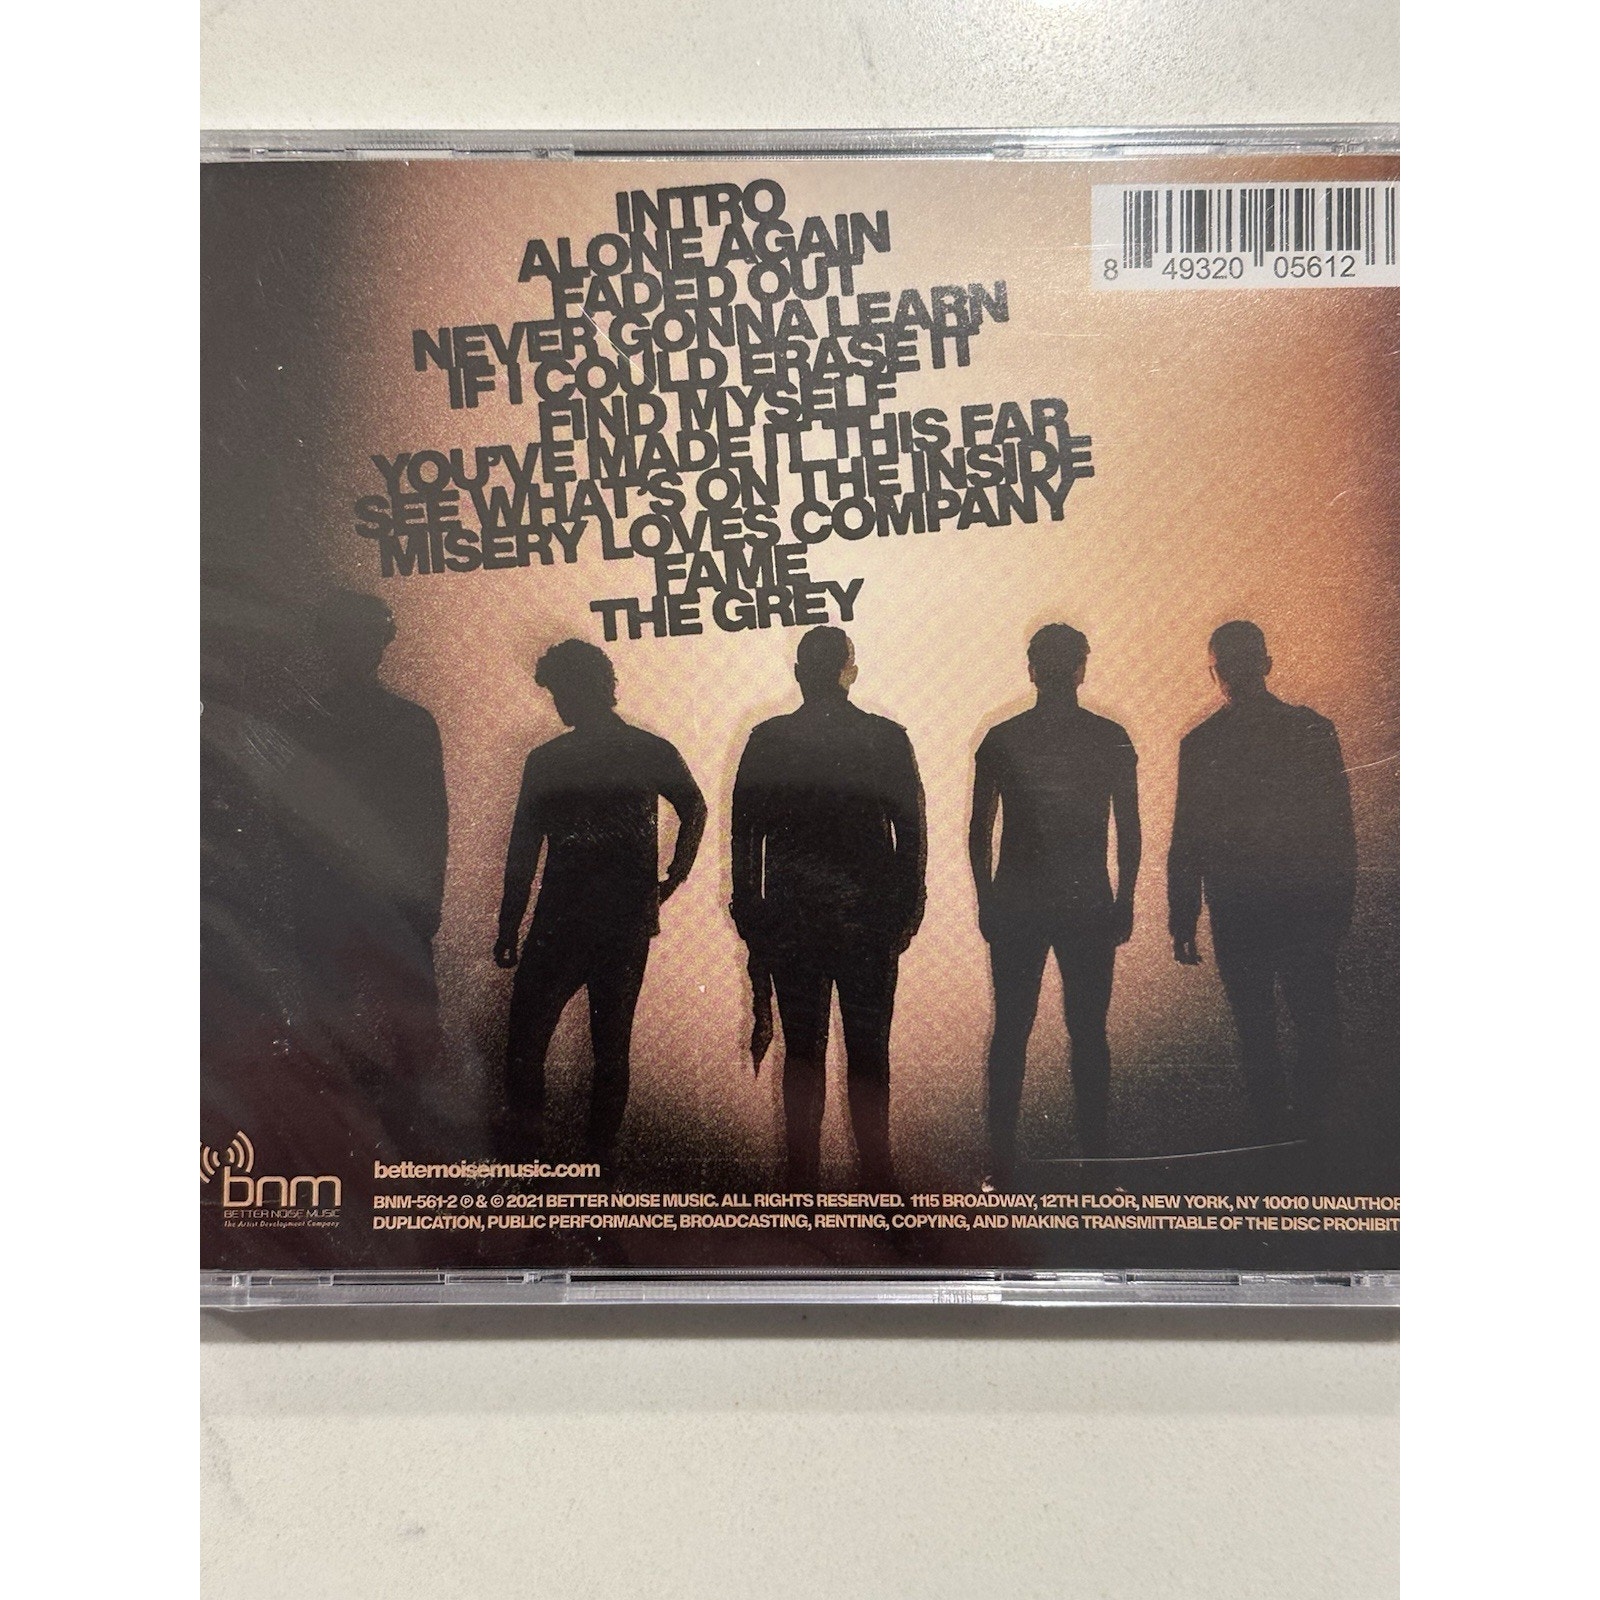 INTRO
ALONE AGAIN
FADED OUT
NEVER GONNA LEARN
IF I COULD ERASE IT
FIND MYSELF
YOU'VE MADE IT THIS FAR
SEE WHAT'S ON THE INSIDE
MISERY LOVES COMPANY
FAME
THE GREY
8 49320 05612
bnm
BETTER NOISE MUSIC
The Artist Development Company
betternoisemusic.com
BNM-561-2 ℗ & © 2021 BETTER NOISE MUSIC. ALL RIGHTS RESERVED. 1115 BROADWAY, 12TH FLOOR, NEW YORK, NY 10010 UNAUTHOR
DUPLICATION, PUBLIC PERFORMANCE, BROADCASTING, RENTING, COPYING, AND MAKING TRANSMITTABLE OF THE DISC PROHIBIT